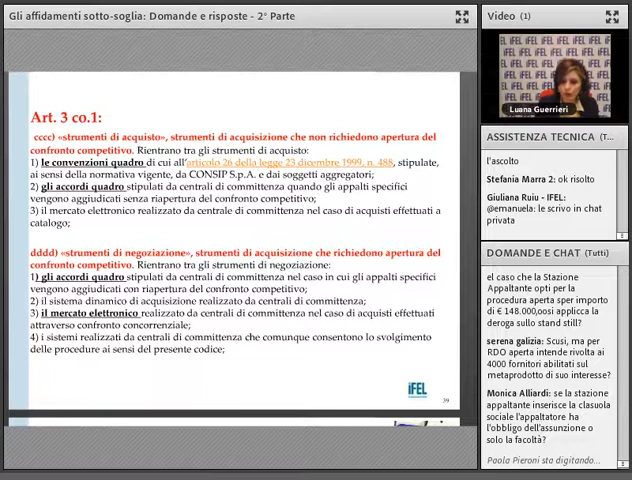 Gli affidamenti sotto-soglia: Domande e risposte - 2° Parte
Art. 3 co.1:
cccc) «strumenti di acquisto», strumenti di acquisizione che non richiedono apertura del
confronto competitivo. Rientrano tra gli strumenti di acquisto:
1) le convenzioni quadro di cui all'articolo 26 della legge 23 dicembre 1999, n. 488, stipulate,
ai sensi della normativa vigente, da CONSIP S.p.A. e dai soggetti aggregatori;
2) gli accordi quadro stipulati da centrali di committenza quando gli appalti specifici
vengono aggiudicati senza riapertura del confronto competitivo;
3) il mercato elettronico realizzato da centrale di committenza nel caso di acquisti effettuati a
catalogo;
dddd) «strumenti di negoziazione», strumenti di acquisizione che richiedono apertura del
confronto competitivo. Rientrano tra gli strumenti di negoziazione:
1) gli accordi quadro stipulati da centrali di committenza nel caso in cui gli appalti specifici
vengono aggiudicati con riapertura del confronto competitivo;
2) il sistema dinamico di acquisizione realizzato da centrali di committenza;
3) il mercato elettronico realizzato da centrali di committenza nel caso di acquisti effettuati
attraverso confronto concorrenziale;
4) i sistemi realizzati da centrali di committenza che comunque consentono lo svolgimento
delle procedure ai sensi del presente codice;
iFEL
39
Video (1)
Luana Guerrieri
ASSISTENZA TECNICA (T...
l'ascolto
Stefania Marra 2: ok risolto
Giuliana Ruiu - IFEL:
@emanuela: le scrivo in chat
privata
DOMANDE E CHAT (Tutti)
el caso che la Stazione
Appaltante opti per la
procedura aperta sper importo
di € 148.000,oosi applicca la
deroga sullo stand still?
serena galizia: Scusi, ma per
RDO aperta intende rivolta ai
4000 fornitori abilitati sul
metaprodotto di suo interesse?
Monica Alliardi: se la stazione
appaltante inserisce la clasuola
sociale l'appaltatore ha
l'obbligo dell'assunzione o
solo la facoltà?
Paola Pieroni sta digitando...